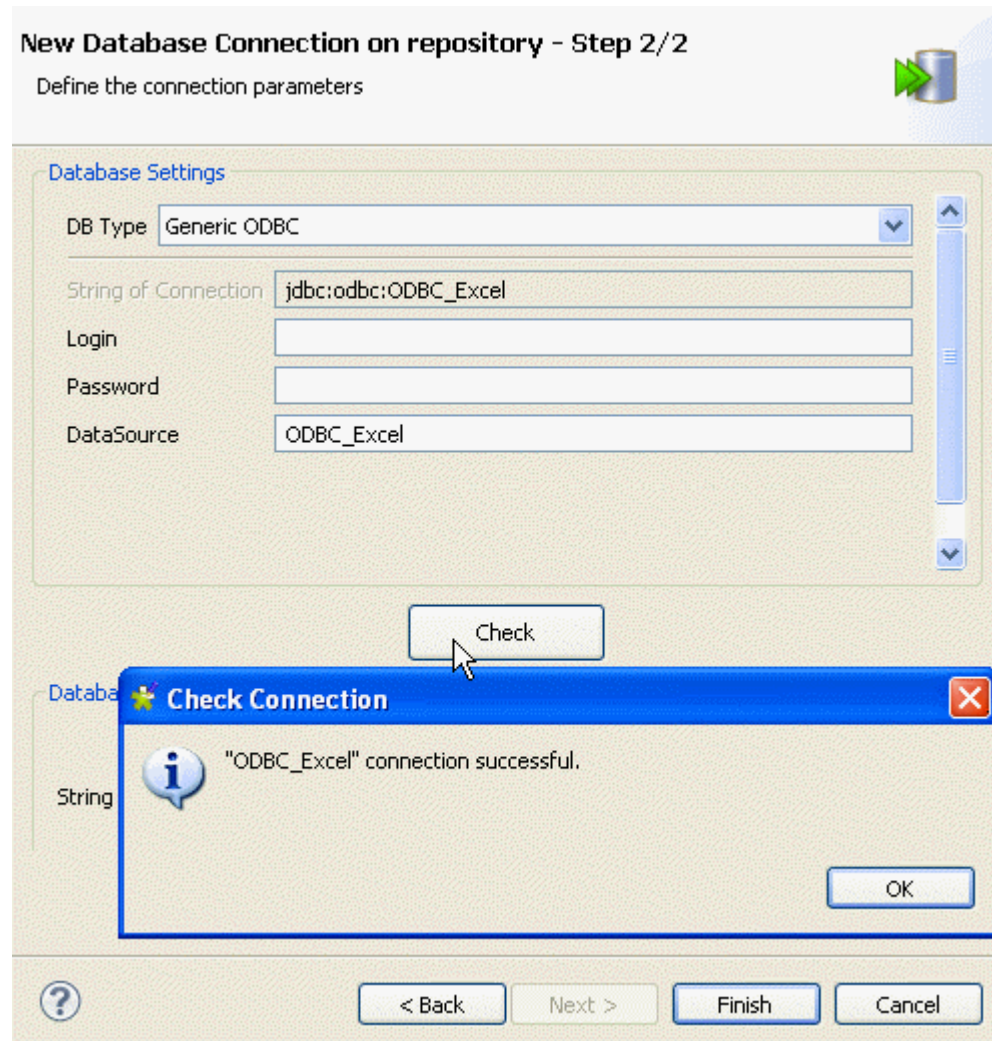 New Database Connection on repository - Step 2/2
Define the connection parameters
Database Settings
DB Type Generic ODBC
String of Connection jdbc:odbc:ODBC_Excel
Login
Password
DataSource ODBC_Excel
Check
Databa
Check Connection
"ODBC_Excel" connection successful.
String
OK
? < Back Next > Finish Cancel